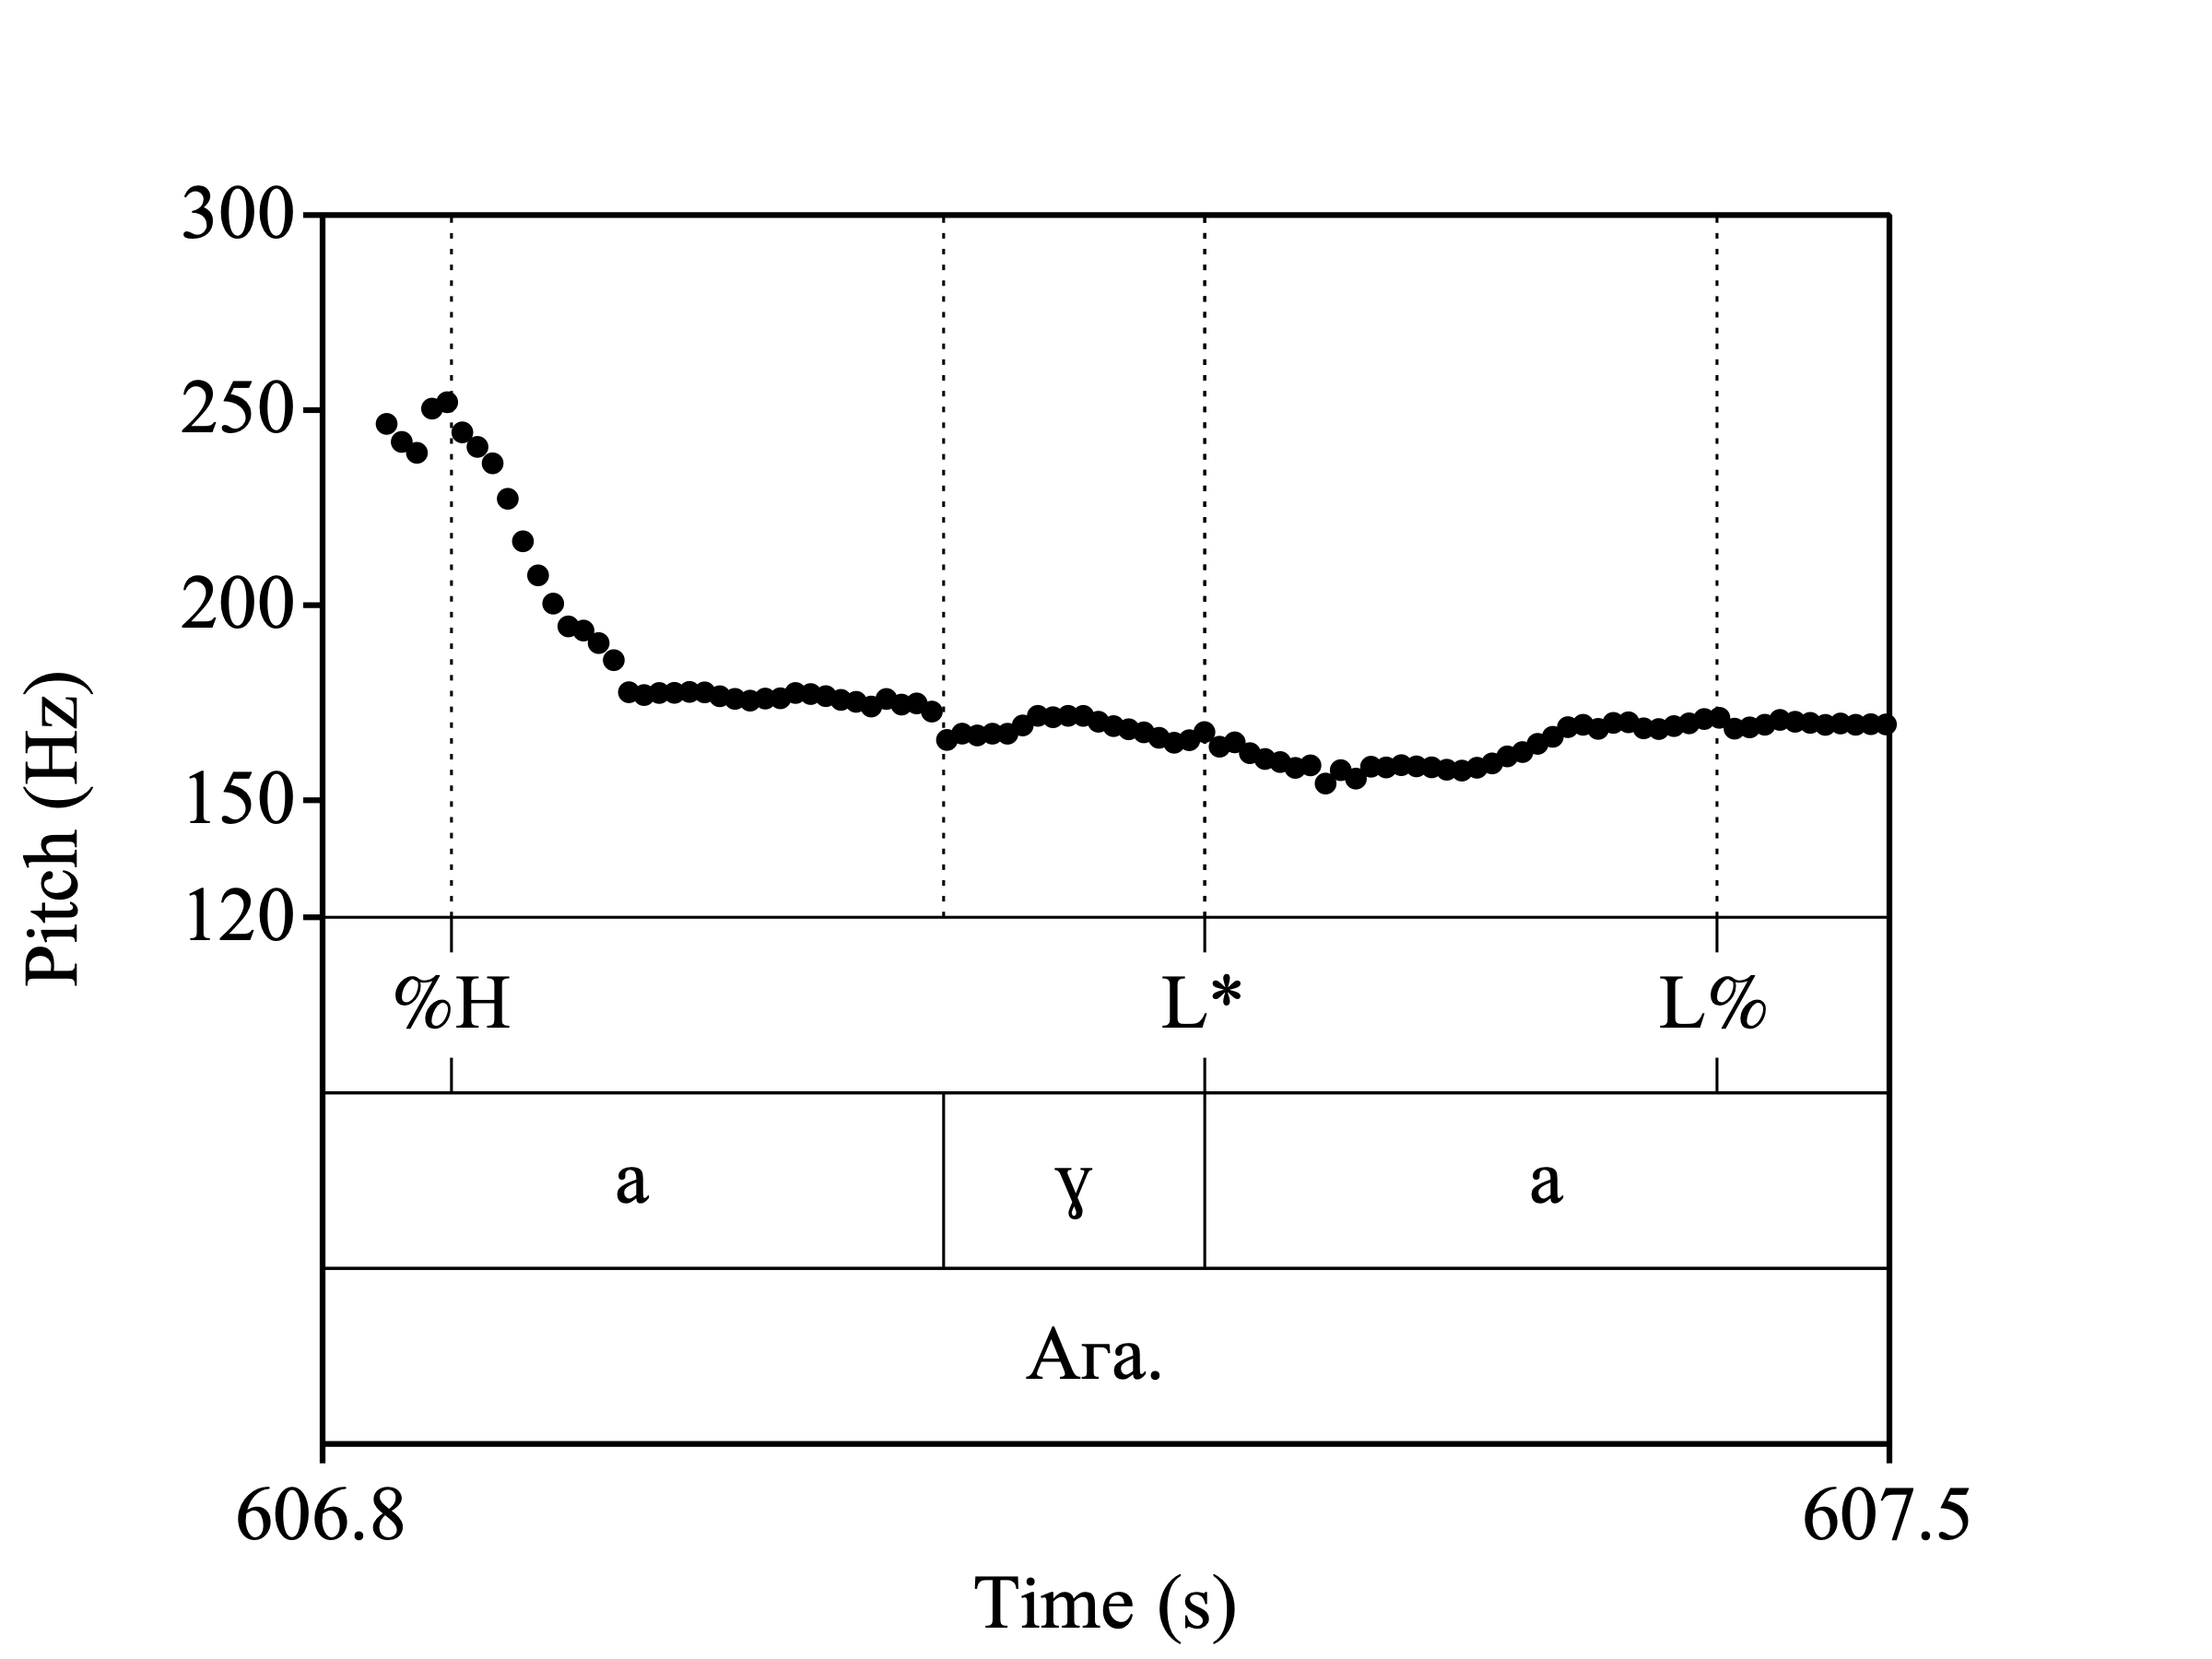 300
250
200
150
120
Pitch (Hz)
%H L* L%
a ɣ a
Ага.
606.8 607.5
Time (s)